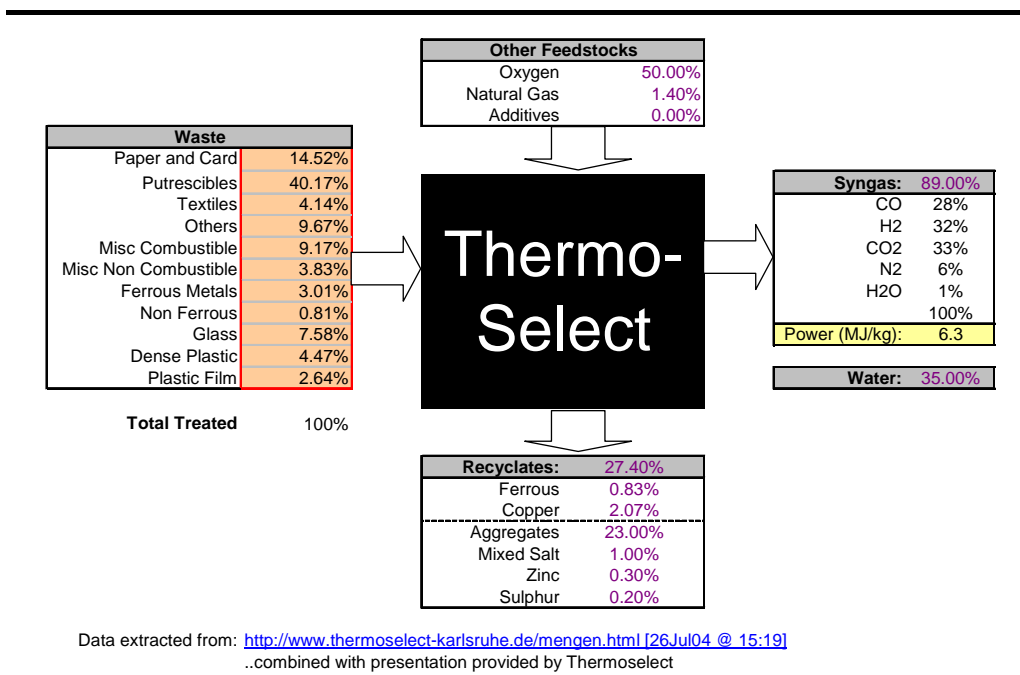 Other Feedstocks
Oxygen 50.00%
Natural Gas 1.40%
Additives 0.00%
Waste
Paper and Card 14.52%
Putrescibles 40.17%
Textiles 4.14%
Others 9.67%
Misc Combustible 9.17%
Misc Non Combustible 3.83%
Ferrous Metals 3.01%
Non Ferrous 0.81%
Glass 7.58%
Dense Plastic 4.47%
Plastic Film 2.64%
Total Treated 100%
Thermo-
Select
Syngas: 89.00%
CO 28%
H2 32%
CO2 33%
N2 6%
H2O 1%
100%
Power (MJ/kg): 6.3
Water: 35.00%
Recyclates: 27.40%
Ferrous 0.83%
Copper 2.07%
Aggregates 23.00%
Mixed Salt 1.00%
Zinc 0.30%
Sulphur 0.20%
Data extracted from: http://www.thermoselect-karlsruhe.de/mengen.html [26Jul04 @ 15:19]
..combined with presentation provided by Thermoselect